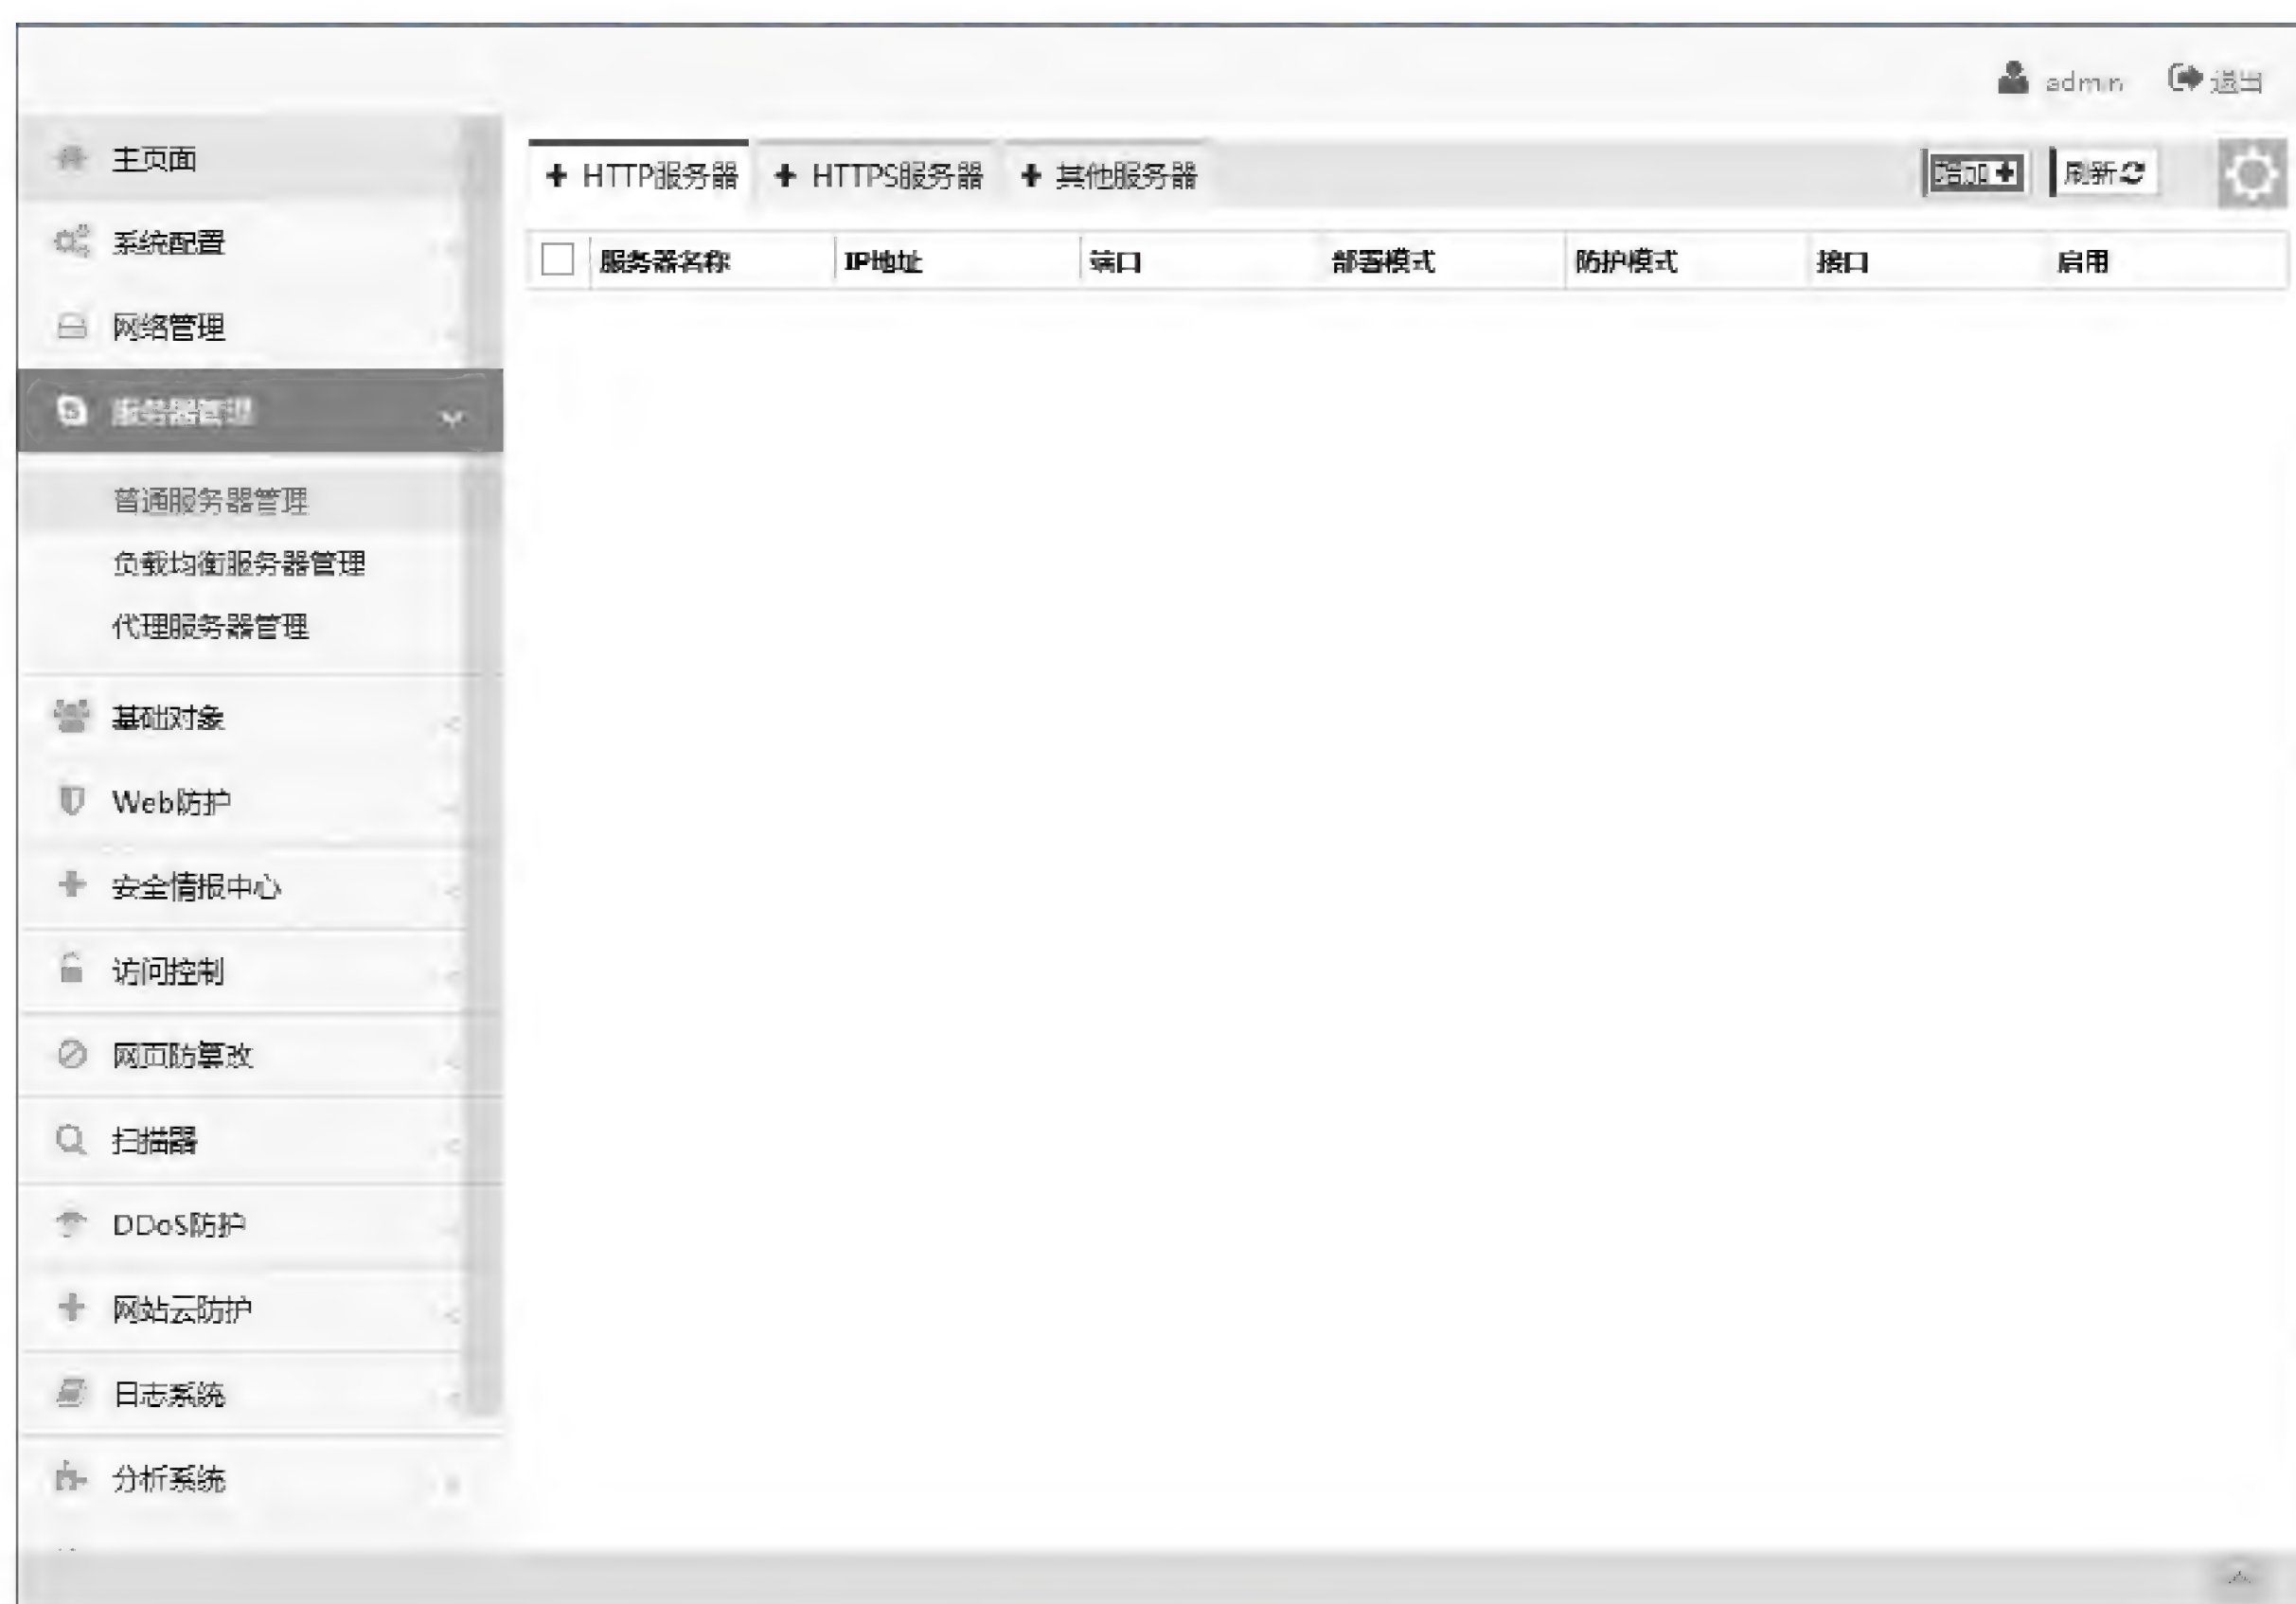 admin 退出
主页面
系统配置
网络管理
服务器管理
普通服务器管理
负载均衡服务器管理
代理服务器管理
基础对象
Web防护
安全情报中心
访问控制
网页防篡改
扫描器
DDoS防护
网站云防护
日志系统
分析系统
HTTP服务器 HTTPS服务器 其他服务器 增加 刷新
服务器名称 IP地址 端口 部署模式 防护模式 接口 启用